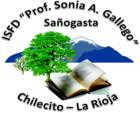 ISFD "Prof. Sonia A. Gallego"
Sañogasta
Chilecito – La Rioja